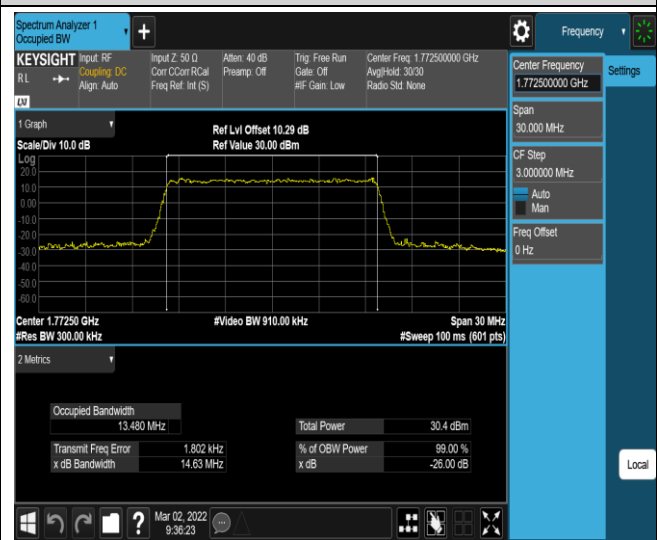 Spectrum Analyzer 1
Occupied BW
+
Frequency
KEYSIGHT
RL
Input: RF
Coupling: DC
Align: Auto
Input Z: 50 Ω
Corr CCorr RCal
Freq Ref: Int (S)
Atten: 40 dB
Preamp: Off
Trig: Free Run
Gate: Off
#IF Gain: Low
Center Freq: 1.772500000 GHz
Avg|Hold: 30/30
Radio Std: None
LXI
1 Graph
Scale/Div 10.0 dB
Ref Lvl Offset 10.29 dB
Ref Value 30.00 dBm
Log
20.0
10.0
0.00
-10.0
-20.0
-30.0
-40.0
-50.0
-60.0
Center 1.77250 GHz
#Video BW 910.00 kHz
Span 30 MHz
#Res BW 300.00 kHz
#Sweep 100 ms (601 pts)
2 Metrics
Occupied Bandwidth
13.480 MHz
Total Power 30.4 dBm
Transmit Freq Error 1.802 kHz
% of OBW Power 99.00 %
x dB Bandwidth 14.63 MHz
x dB -26.00 dB
Center Frequency
1.772500000 GHz
Settings
Span
30.000 MHz
CF Step
3.000000 MHz
Auto
Man
Freq Offset
0 Hz
Local
?
Mar 02, 2022
9:36:23